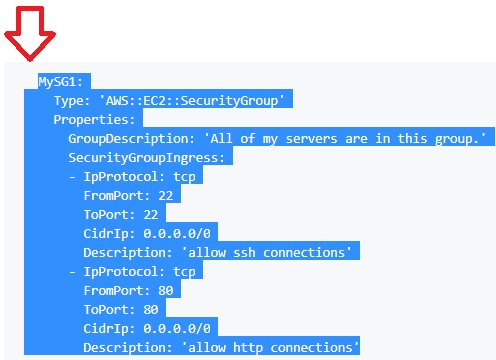 MySG1:
Type: 'AWS::EC2::SecurityGroup'
Properties:
GroupDescription: 'All of my servers are in this group.'
SecurityGroupIngress:
- IpProtocol: tcp
FromPort: 22
ToPort: 22
CidrIp: 0.0.0.0/0
Description: 'allow ssh connections'
- IpProtocol: tcp
FromPort: 80
ToPort: 80
CidrIp: 0.0.0.0/0
Description: 'allow http connections'